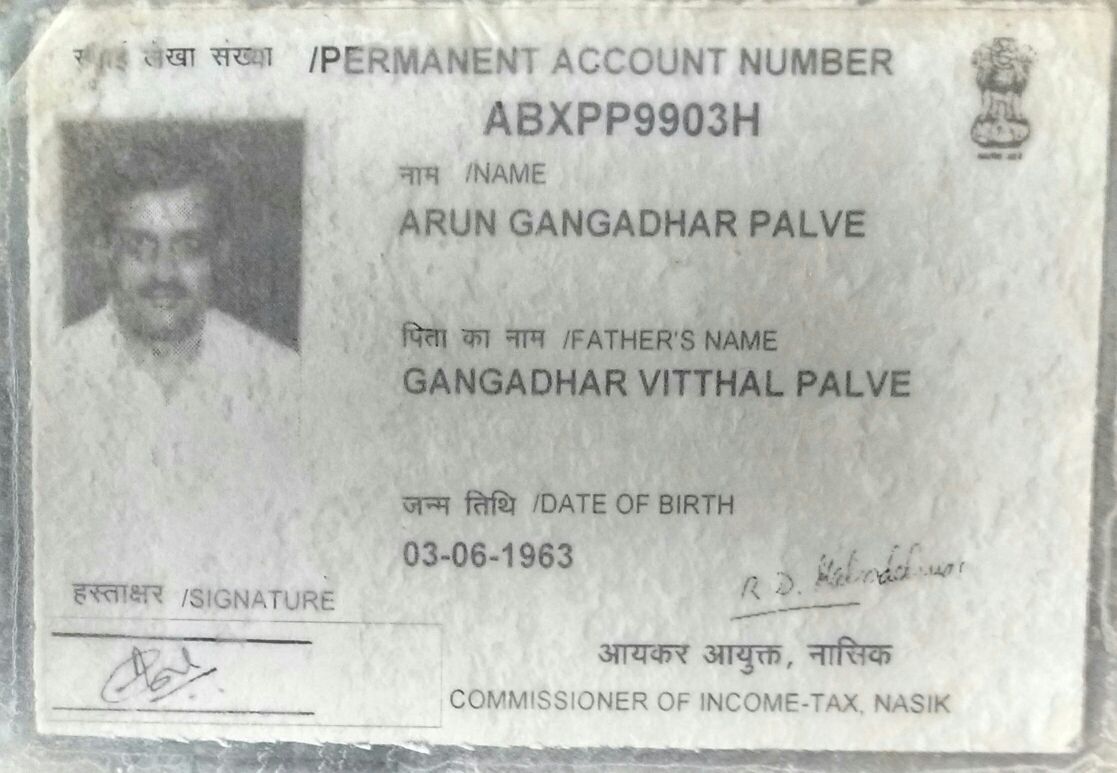 लेखा संख्या /PERMANENT ACCOUNT NUMBER
ABXPP9903H
नाम /NAME
ARUN GANGADHAR PALVE
पिता का नाम /FATHER'S NAME
GANGADHAR VITTHAL PALVE
जन्म तिथि /DATE OF BIRTH
03-06-1963
हस्ताक्षर /SIGNATURE
R D.
आयकर आयुक्त, नासिक
COMMISSIONER OF INCOME-TAX, NASIK